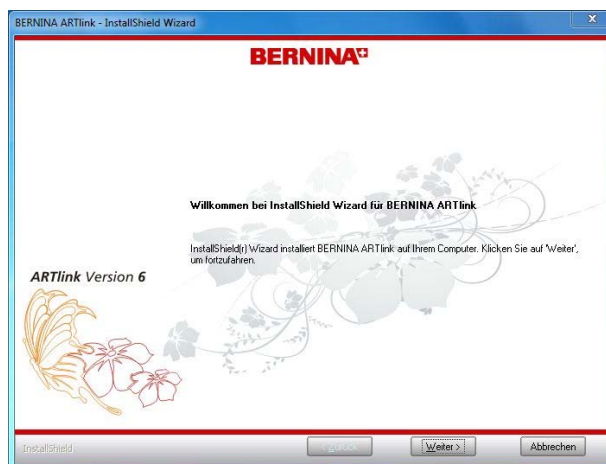 BERNINA ARTlink - InstallShield Wizard
BERNINA
Willkommen bei InstallShield Wizard für BERNINA ARTlink
InstallShield(r) Wizard installiert BERNINA ARTlink auf Ihrem Computer. Klicken Sie auf 'Weiter',
um fortzufahren.
ARTlink Version 6
InstallShield
< Zurück
Weiter >
Abbrechen